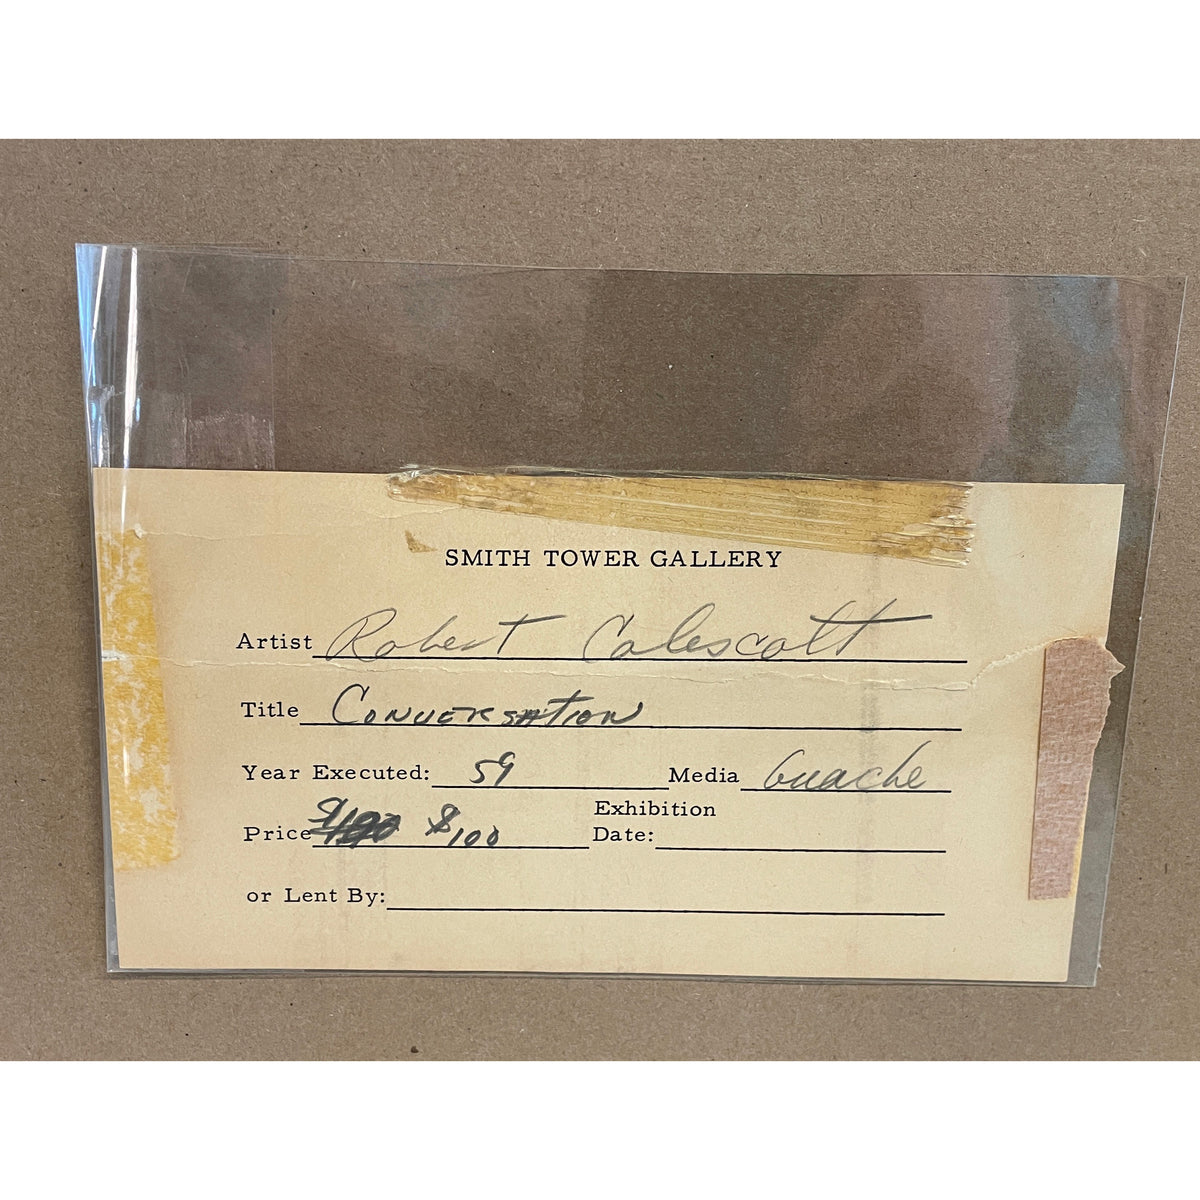 SMITH TOWER GALLERY
Artist Robert Colescott
Title Conversation
Year Executed: 59 Media Guache
Exhibition
Price $100 Date:
or Lent By: